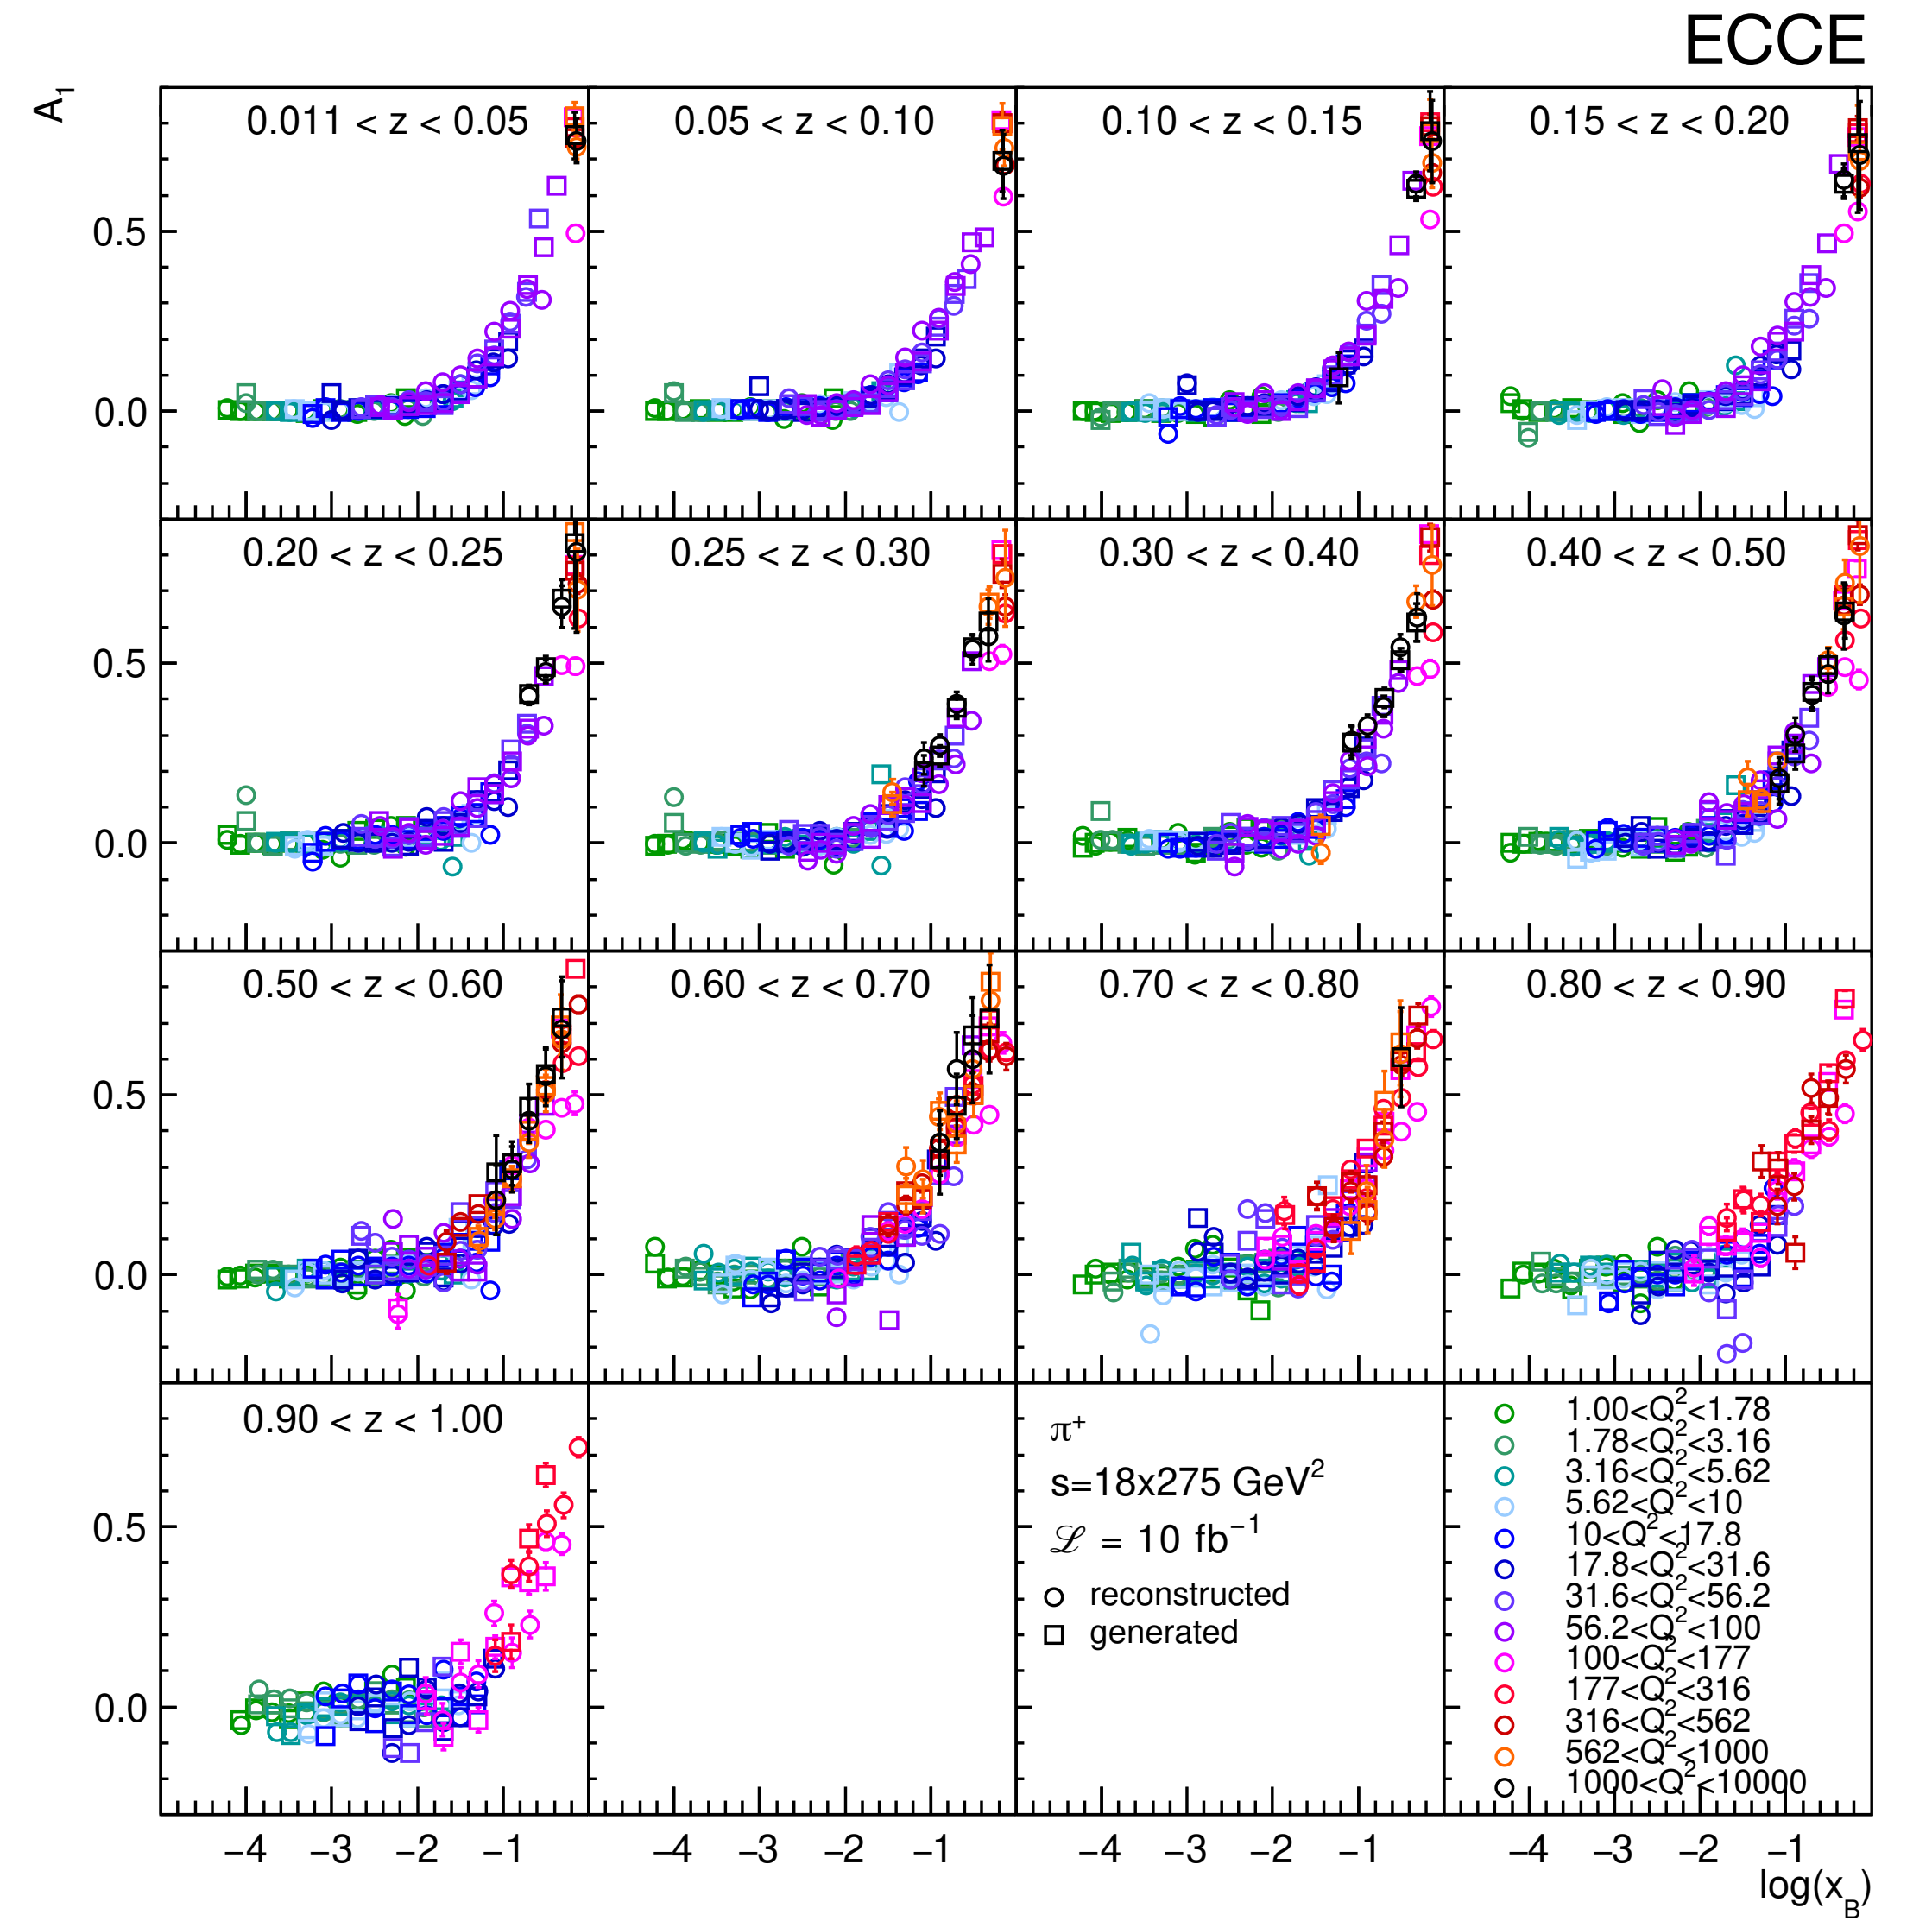 ECCE
A1
0.011 < z < 0.05
0.05 < z < 0.10
0.10 < z < 0.15
0.15 < z < 0.20
0.5
0.0
0.20 < z < 0.25
0.25 < z < 0.30
0.30 < z < 0.40
0.40 < z < 0.50
0.5
0.0
0.50 < z < 0.60
0.60 < z < 0.70
0.70 < z < 0.80
0.80 < z < 0.90
0.5
0.0
0.90 < z < 1.00
0.5
0.0
π+
s=18x275 GeV2
ℒ = 10 fb−1
reconstructed
generated
1.00<Q2<1.78
1.78<Q2<3.16
3.16<Q2<5.62
5.62<Q2<10
10<Q2<17.8
17.8<Q2<31.6
31.6<Q2<56.2
56.2<Q2<100
100<Q2<177
177<Q2<316
316<Q2<562
562<Q2<1000
1000<Q2<10000
−4 −3 −2 −1
−4 −3 −2 −1
−4 −3 −2 −1
−4 −3 −2 −1
log(xB)